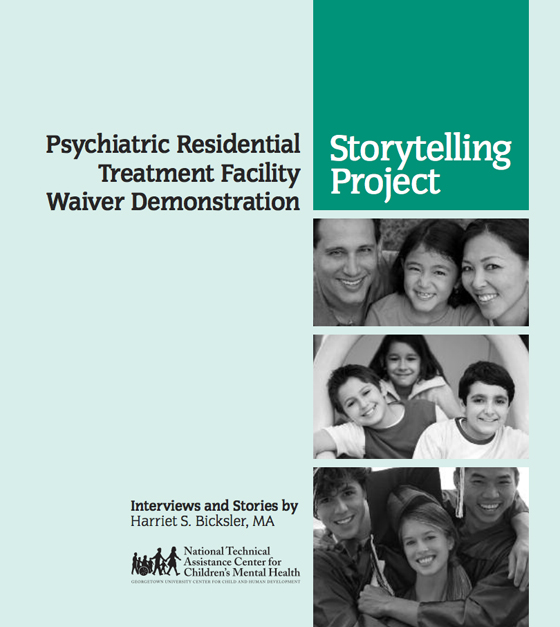 Psychiatric Residential
Treatment Facility
Waiver Demonstration
Storytelling
Project
Interviews and Stories by
Harriet S. Bicksler, MA
National Technical
Assistance Center for
Children's Mental Health
GEORGETOWN UNIVERSITY CENTER FOR CHILD AND HUMAN DEVELOPMENT